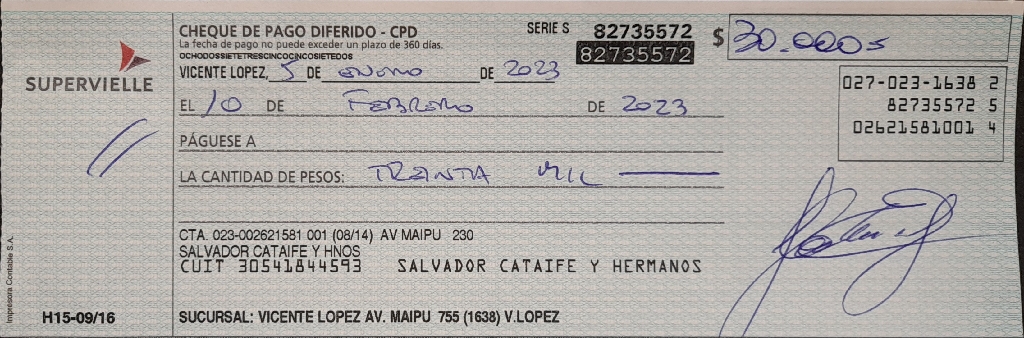 CHEQUE DE PAGO DIFERIDO - CPD
La fecha de pago no puede exceder un plazo de 360 días.
OCHODOSSIETETRESCINCOCINCOSIETEDOS
SERIE S 82735572
82735572
$ 30.000
SUPERVIELLE
VICENTE LOPEZ, 5 DE enero DE 2023
EL 10 DE FEBRERO DE 2023
027-023-1638 2
82735572 5
02621581001 4
PÁGUESE A
LA CANTIDAD DE PESOS: TREINTA MIL
CTA. 023-002621581 001 (08/14) AV MAIPU 230
SALVADOR CATAIFE Y HNOS
CUIT 30541844593 SALVADOR CATAIFE Y HERMANOS
Impresora Contable S.A.
H15-09/16
SUCURSAL: VICENTE LOPEZ AV. MAIPU 755 (1638) V.LOPEZ